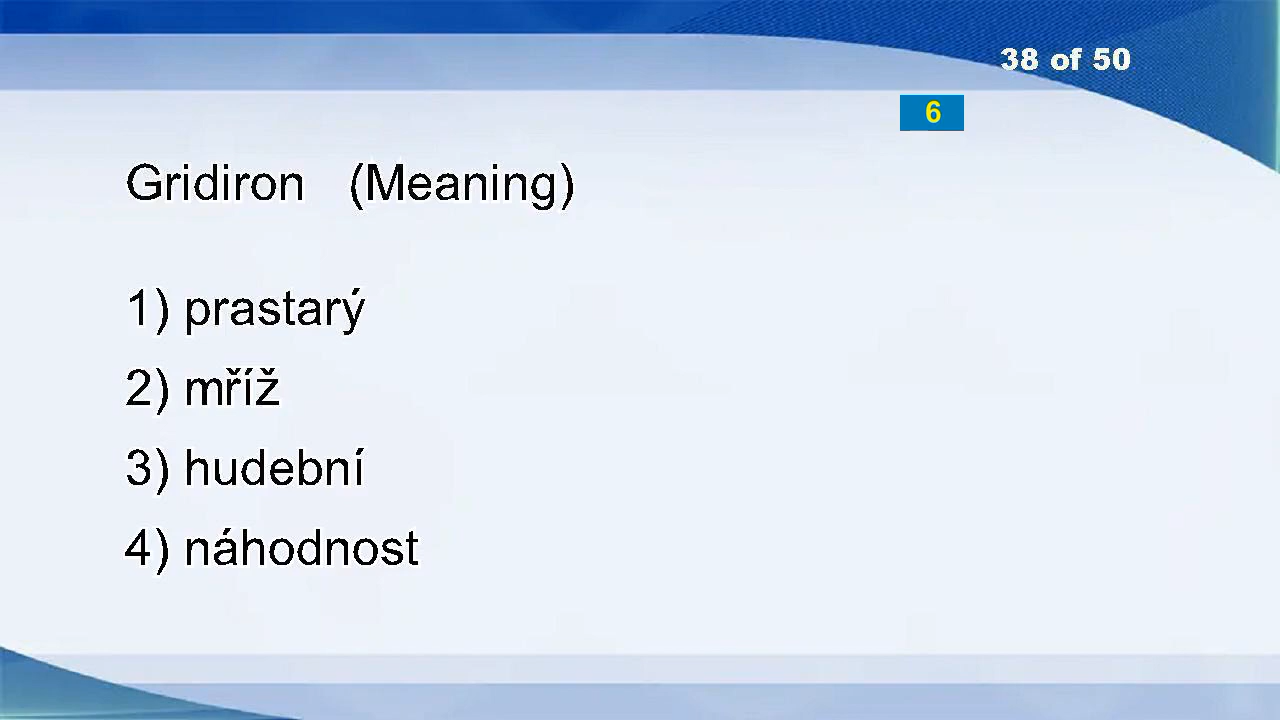 38 of 50
6
Gridiron (Meaning)
1) prastarý
2) mříž
3) hudební
4) náhodnost